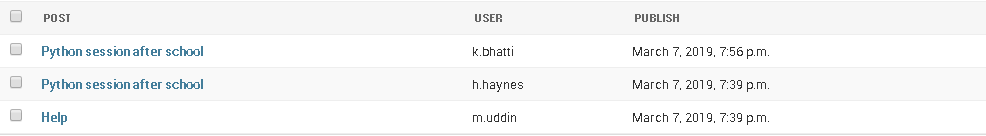 POST USER PUBLISH
Python session after school k.bhatti March 7, 2019, 7:56 p.m.
Python session after school h.haynes March 7, 2019, 7:39 p.m.
Help m.uddin March 7, 2019, 7:39 p.m.